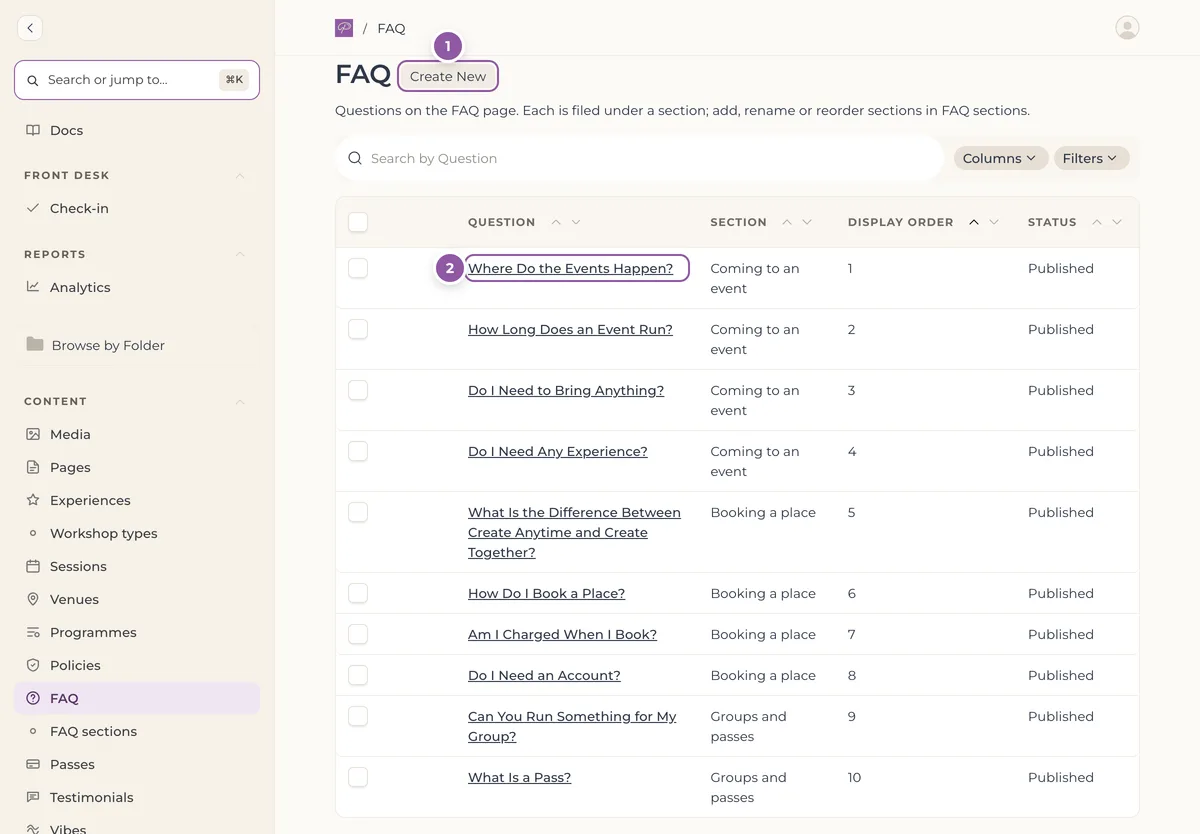 Search or jump to...
⌘K
Docs
FRONT DESK
Check-in
REPORTS
Analytics
Browse by Folder
CONTENT
Media
Pages
Experiences
Workshop types
Sessions
Venues
Programmes
Policies
FAQ
FAQ sections
Passes
Testimonials
Vibes
/ FAQ
1
FAQ Create New
Questions on the FAQ page. Each is filed under a section; add, rename or reorder sections in FAQ sections.
Search by Question
Columns Filters
QUESTION SECTION DISPLAY ORDER STATUS
2 Where Do the Events Happen? Coming to an 1 Published
event
How Long Does an Event Run? Coming to an 2 Published
event
Do I Need to Bring Anything? Coming to an 3 Published
event
Do I Need Any Experience? Coming to an 4 Published
event
What Is the Difference Between Booking a place 5 Published
Create Anytime and Create
Together?
How Do I Book a Place? Booking a place 6 Published
Am I Charged When I Book? Booking a place 7 Published
Do I Need an Account? Booking a place 8 Published
Can You Run Something for My Groups and 9 Published
Group? passes
What Is a Pass? Groups and 10 Published
passes